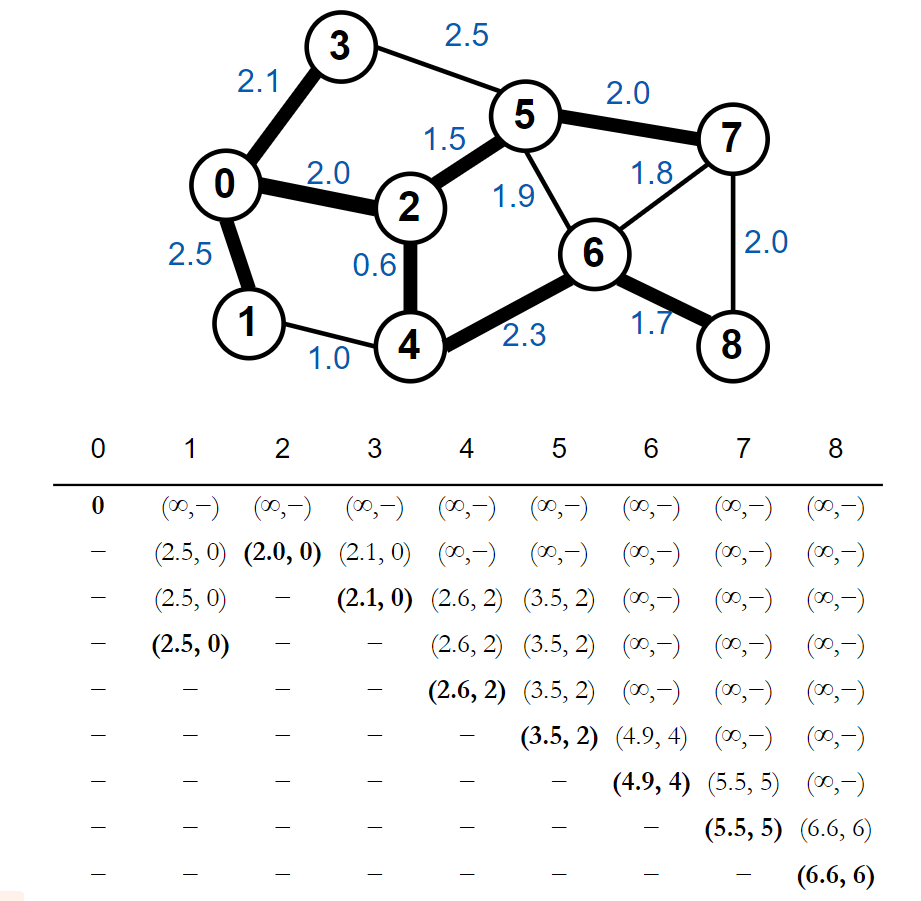 3
2.5
2.1
5
2.0
7
1.5
0
2.0
2
1.9
1.8
2.5
0.6
6
2.0
1
1.0
4
2.3
1.7
8
0 1 2 3 4 5 6 7 8
0 (∞,−) (∞,−) (∞,−) (∞,−) (∞,−) (∞,−) (∞,−) (∞,−)
− (2.5, 0) (2.0, 0) (2.1, 0) (∞,−) (∞,−) (∞,−) (∞,−) (∞,−)
− (2.5, 0) − (2.1, 0) (2.6, 2) (3.5, 2) (∞,−) (∞,−) (∞,−)
− (2.5, 0) − − (2.6, 2) (3.5, 2) (∞,−) (∞,−) (∞,−)
− − − − (2.6, 2) (3.5, 2) (∞,−) (∞,−) (∞,−)
− − − − − (3.5, 2) (4.9, 4) (∞,−) (∞,−)
− − − − − − (4.9, 4) (5.5, 5) (∞,−)
− − − − − − − (5.5, 5) (6.6, 6)
− − − − − − − − (6.6, 6)